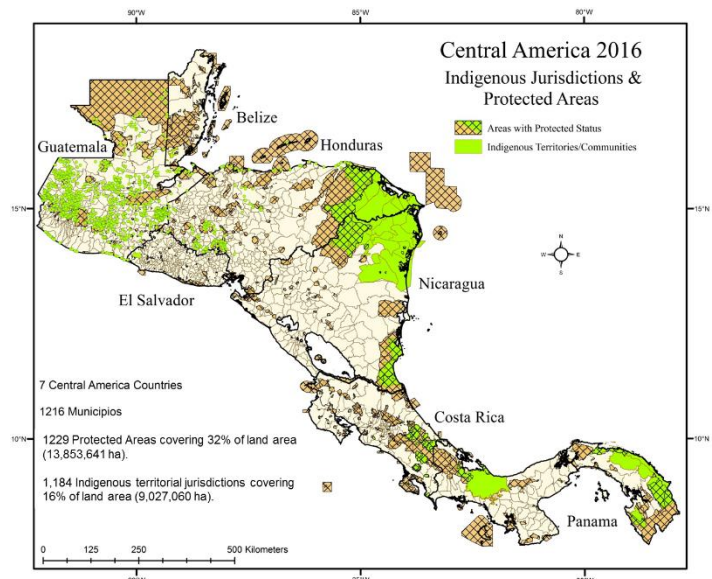 90°W
85°W
80°W
Central America 2016
Indigenous Jurisdictions &
Protected Areas
Areas with Protected Status
Indigenous Territories/Communities
Belize
Guatemala
Honduras
15°N
15°N
N
W
E
S
Nicaragua
El Salvador
7 Central America Countries
1216 Municipios
Costa Rica
10°N
10°N
1229 Protected Areas covering 32% of land area
(13,853,641 ha).
1,184 Indigenous territorial jurisdictions covering
16% of land area (9,027,060 ha).
Panama
0 125 250 500 Kilometers
85°W